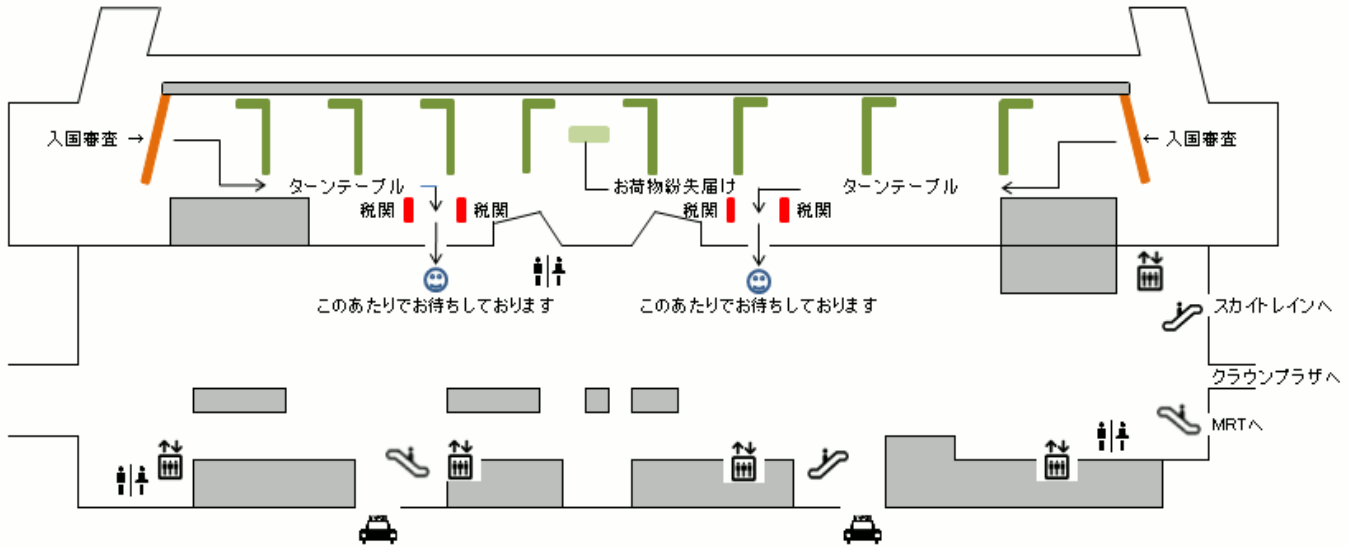 入国審査 →
← 入国審査
ターンテーブル
お荷物紛失届け
ターンテーブル
税関
税関
税関
税関
このあたりでお待ちしております
このあたりでお待ちしております
スカイトレインへ
クラウンプラザへ
MRTへ